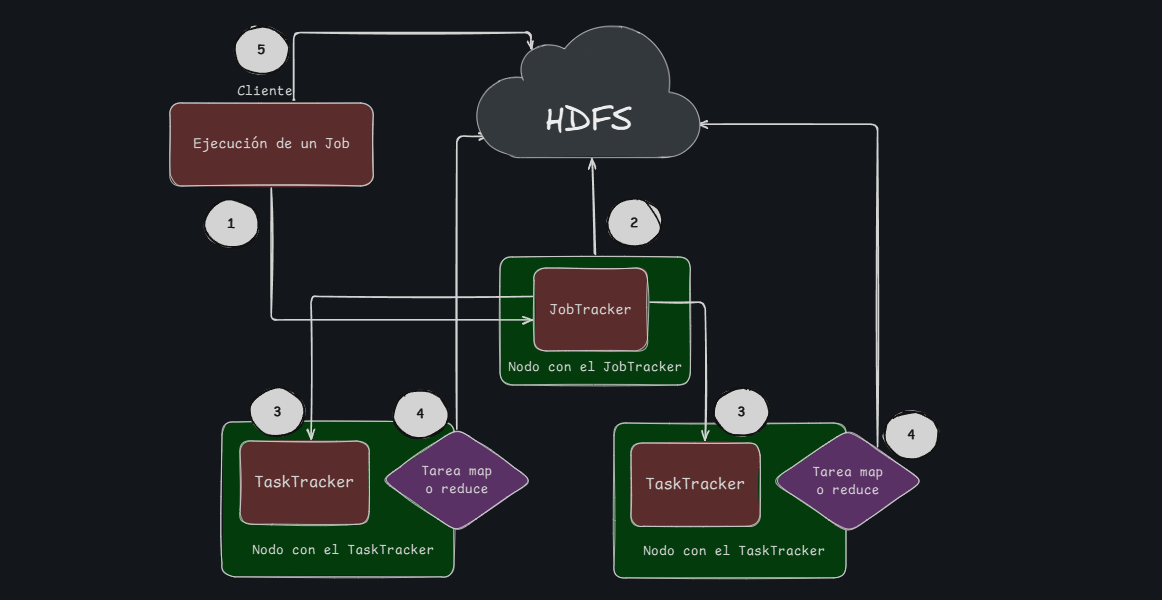 5
Cliente
HDFS
Ejecución de un Job
1
2
JobTracker
Nodo con el JobTracker
3
4
3
4
Tarea map
o reduce
TaskTracker
Tarea map
o reduce
TaskTracker
Nodo con el TaskTracker
Nodo con el TaskTracker